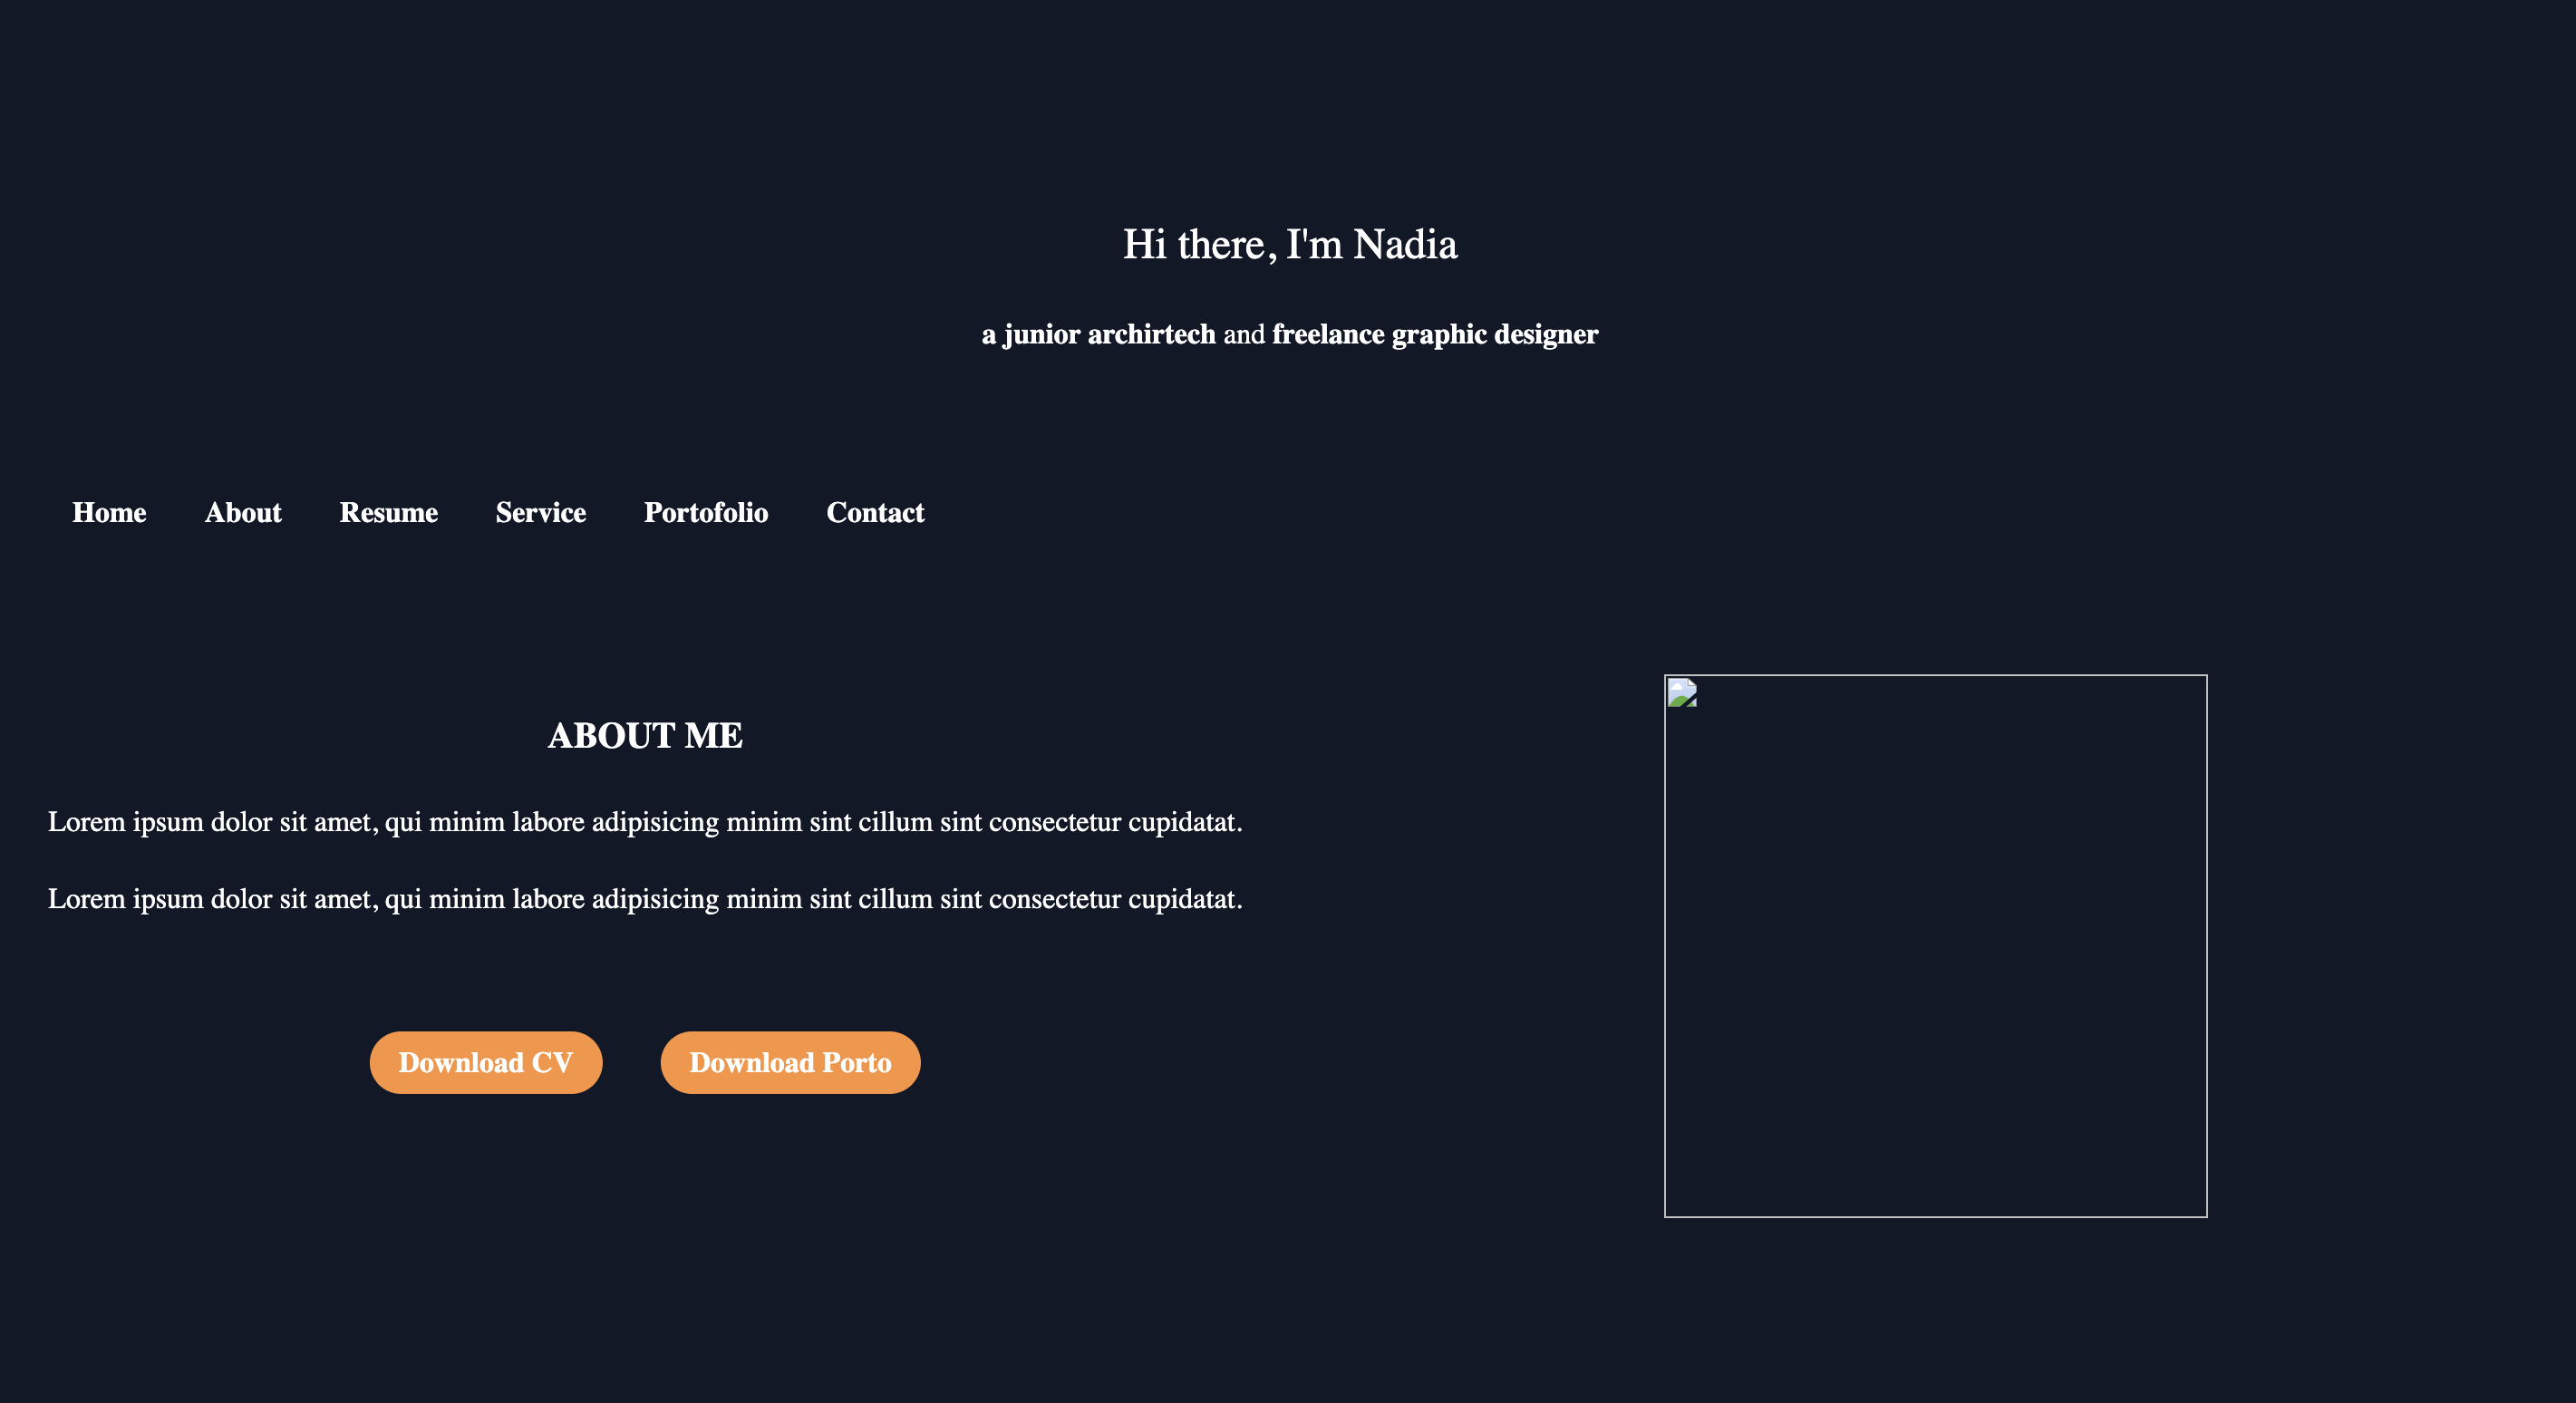 Hi there, I'm Nadia
a junior archirtech and freelance graphic designer
Home About Resume Service Portofolio Contact
ABOUT ME
Lorem ipsum dolor sit amet, qui minim labore adipisicing minim sint cillum sint consectetur cupidatat.
Lorem ipsum dolor sit amet, qui minim labore adipisicing minim sint cillum sint consectetur cupidatat.
Download CV Download Porto